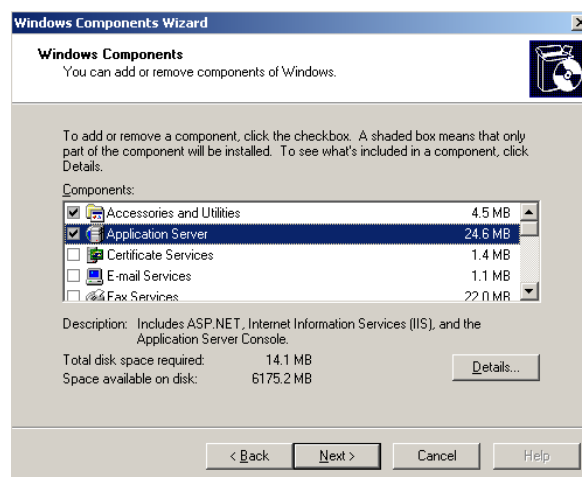 Windows Components Wizard
Windows Components
You can add or remove components of Windows.
To add or remove a component, click the checkbox. A shaded box means that only
part of the component will be installed. To see what's included in a component, click
Details.
Components:
Accessories and Utilities 4.5 MB
Application Server 24.6 MB
Certificate Services 1.4 MB
E-mail Services 1.1 MB
Fax Services 22.0 MB
Description: Includes ASP.NET, Internet Information Services (IIS), and the
Application Server Console.
Total disk space required: 14.1 MB
Space available on disk: 6175.2 MB
Details...
< Back Next > Cancel Help